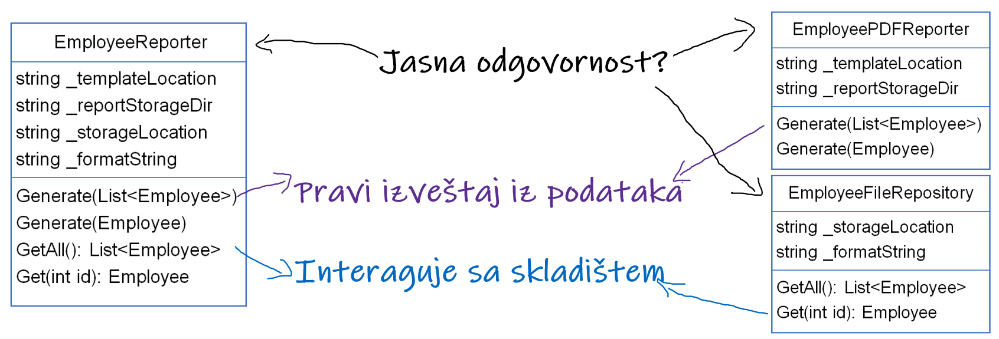 EmployeeReporter
string _templateLocation
string _reportStorageDir
string _storageLocation
string _formatString
Generate(List<Employee>)
Generate(Employee)
GetAll(): List<Employee>
Get(int id): Employee
Jasna odgovornost?
Pravi izveštaj iz podataka
Interaguje sa skladištem
EmployeePDFReporter
string _templateLocation
string _reportStorageDir
Generate(List<Employee>)
Generate(Employee)
EmployeeFileRepository
string _storageLocation
string _formatString
GetAll(): List<Employee>
Get(int id): Employee